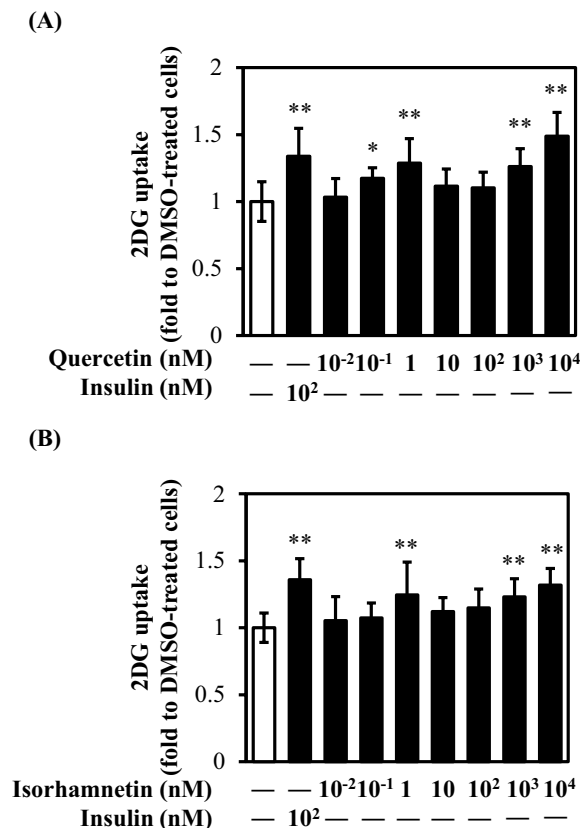 (A)
2DG uptake
(fold to DMSO-treated cells)
2
1.5
1
0.5
0
**
*
**
**
**
Quercetin (nM) — — 10⁻² 10⁻¹ 1 10 10² 10³ 10⁴
Insulin (nM) — 10² — — — — — — —
(B)
2DG uptake
(fold to DMSO-treated cells)
2
1.5
1
0.5
0
**
**
**
**
Isorhamnetin (nM) — — 10⁻² 10⁻¹ 1 10 10² 10³ 10⁴
Insulin (nM) — 10² — — — — — — —